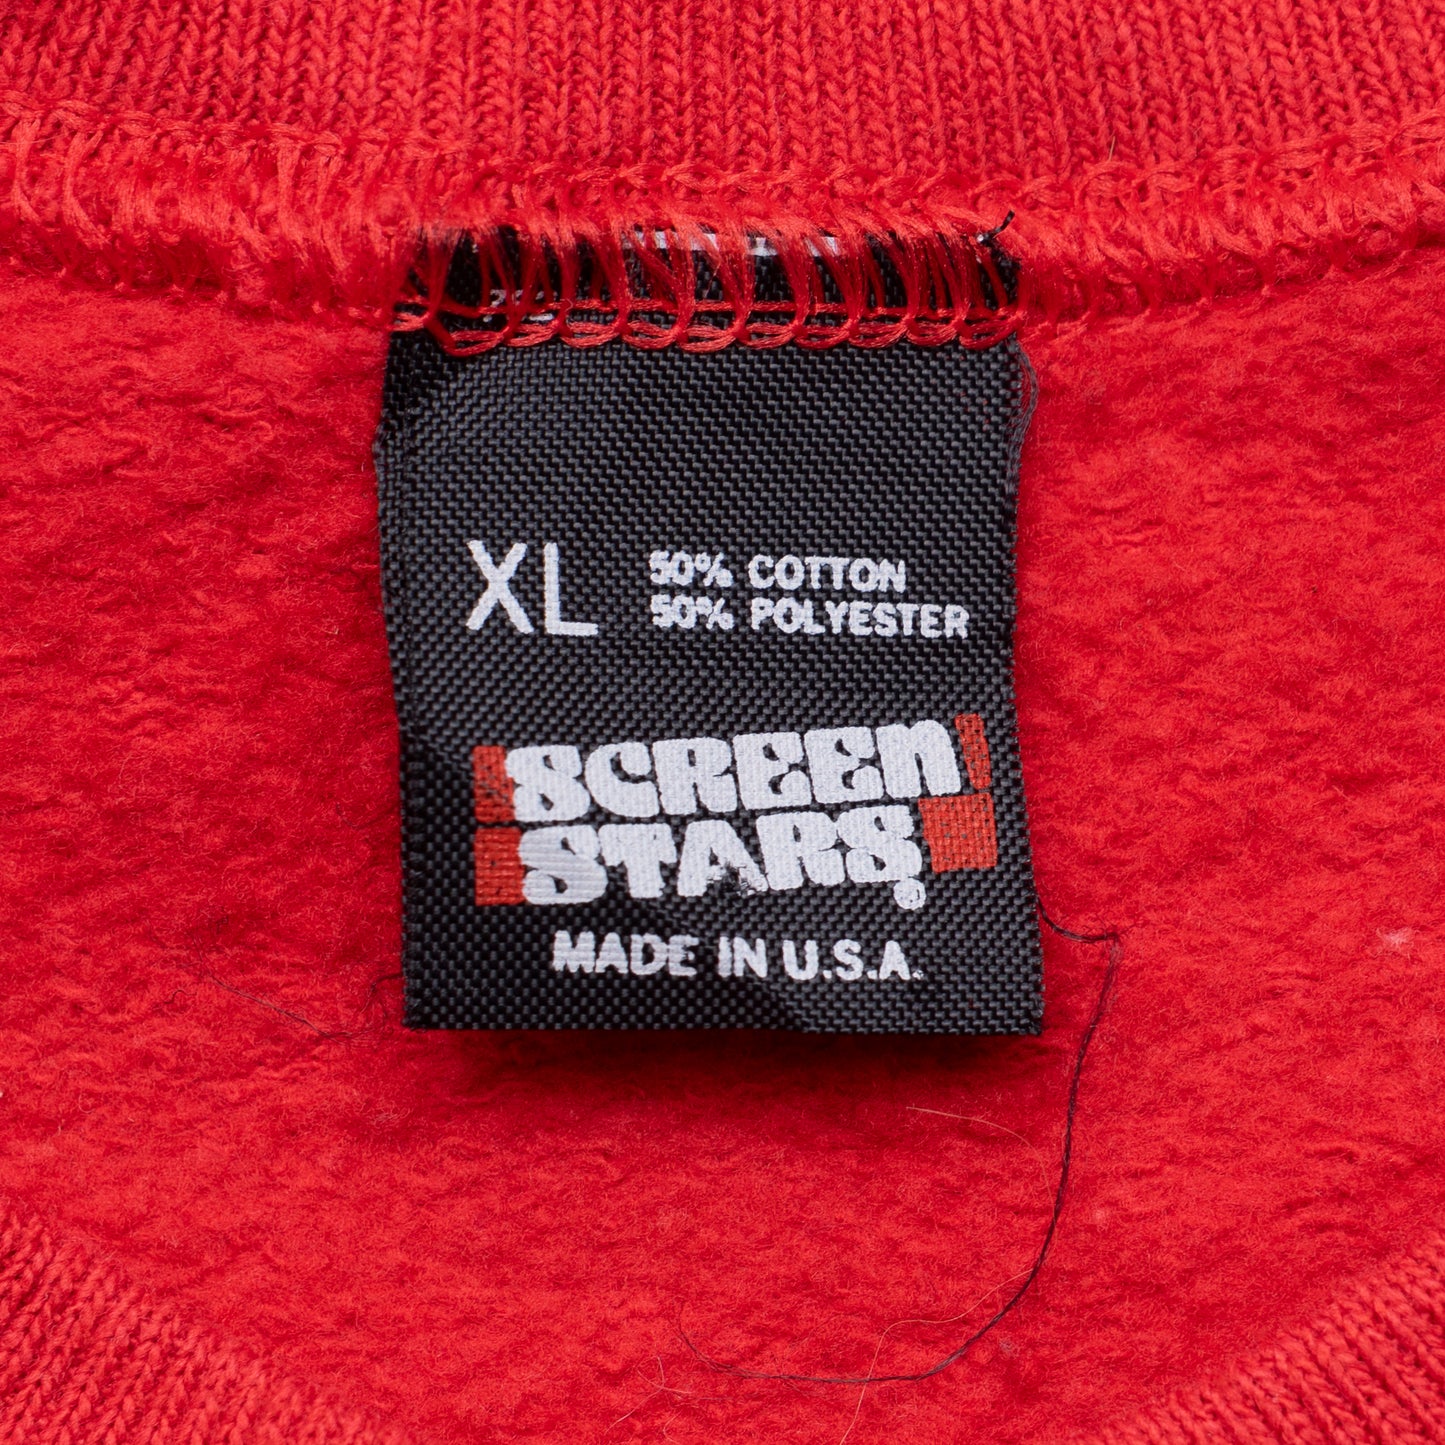 XL
50% COTTON
50% POLYESTER
SCREEN
STARS
©
MADE IN U.S.A.